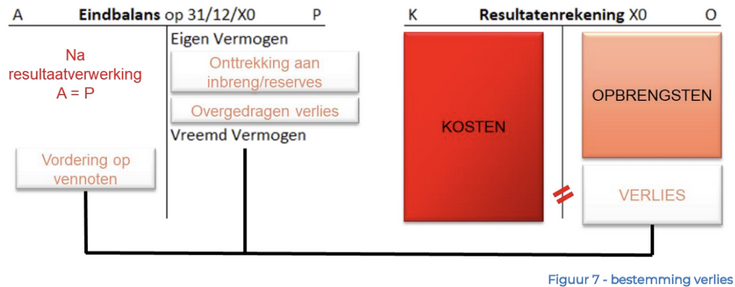 A Eindbalans op 31/12/X0 P
Na
resultaatverwerking
A = P
Eigen Vermogen
Onttrekking aan
inbreng/reserves
Overgedragen verlies
Vreemd Vermogen
Vordering op
vennoten
K Resultatenrekening X0 O
KOSTEN
OPBRENGSTEN
VERLIES
Figuur 7 - bestemming verlies